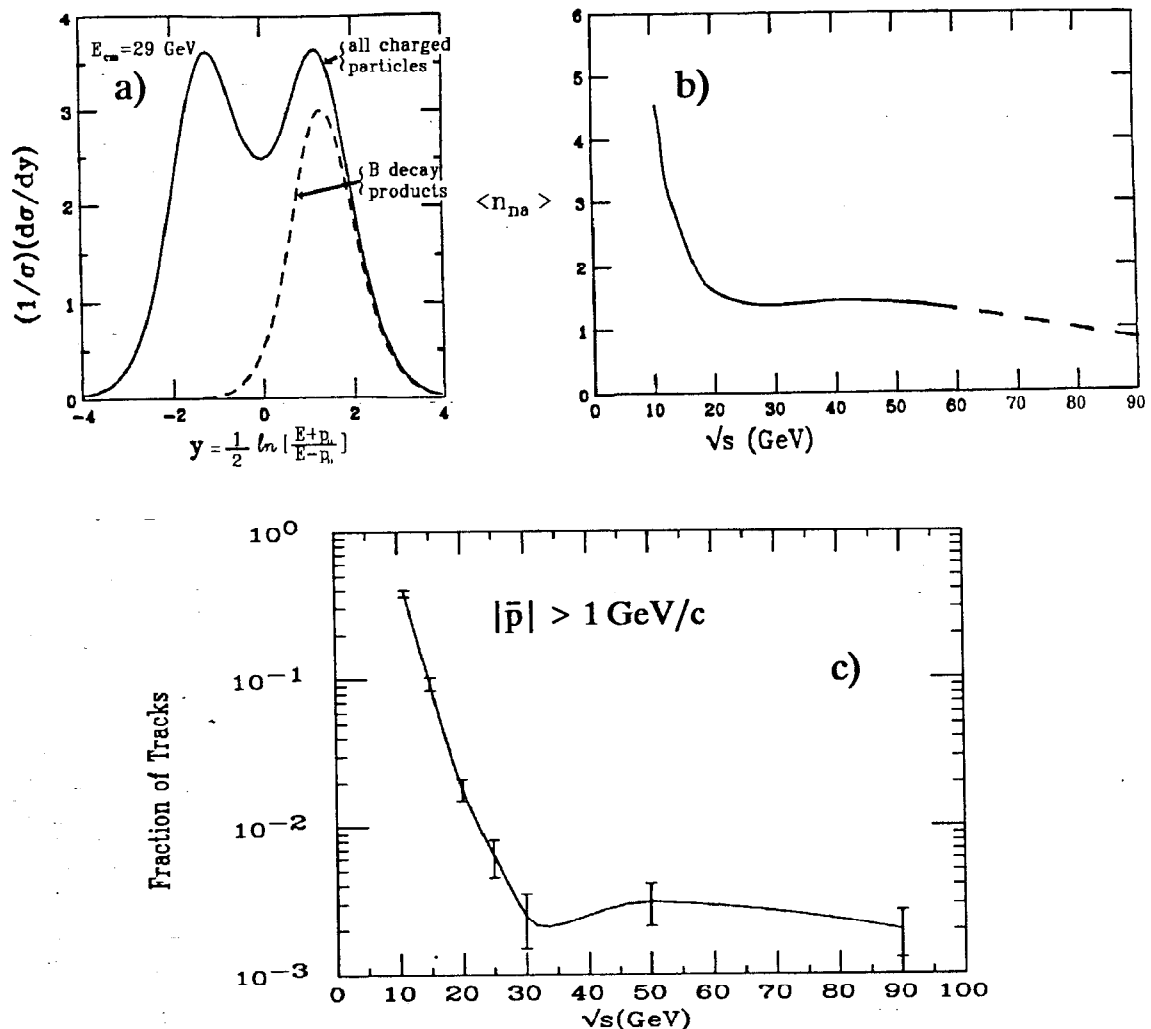 E_cm=29 GeV
all charged
particles
a)
B decay
products
(1/σ)(dσ/dy)
4
3
2
1
0
-4
-2
0
2
4
y = 1/2 ln [E+p_∥/E-p_∥]
b)
<n_na>
6
5
4
3
2
1
0
0
10
20
30
40
50
60
70
80
90
√s (GeV)
|p̄| > 1 GeV/c
c)
Fraction of Tracks
10^0
10^-1
10^-2
10^-3
0
10
20
30
40
50
60
70
80
90
100
√s(GeV)